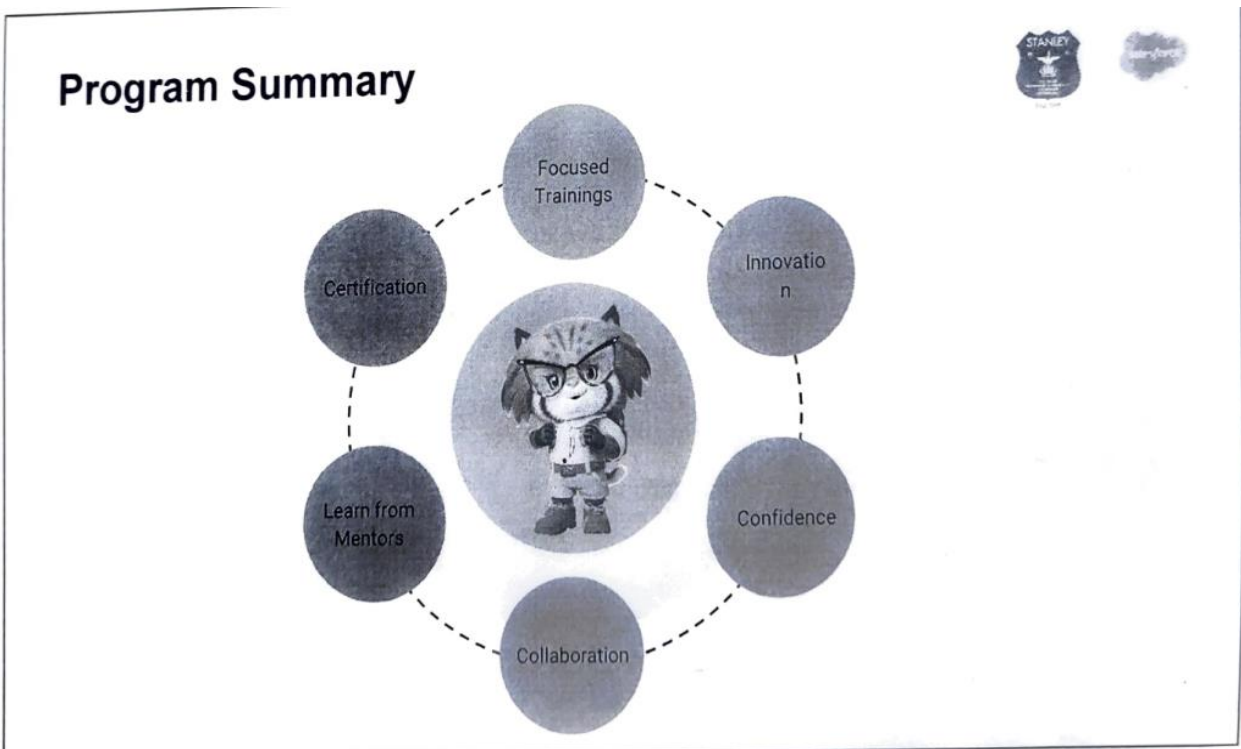 Program Summary
STANLEY
Focused
Trainings
Innovatio
n
Certification
Learn from
Mentors
Confidence
Collaboration